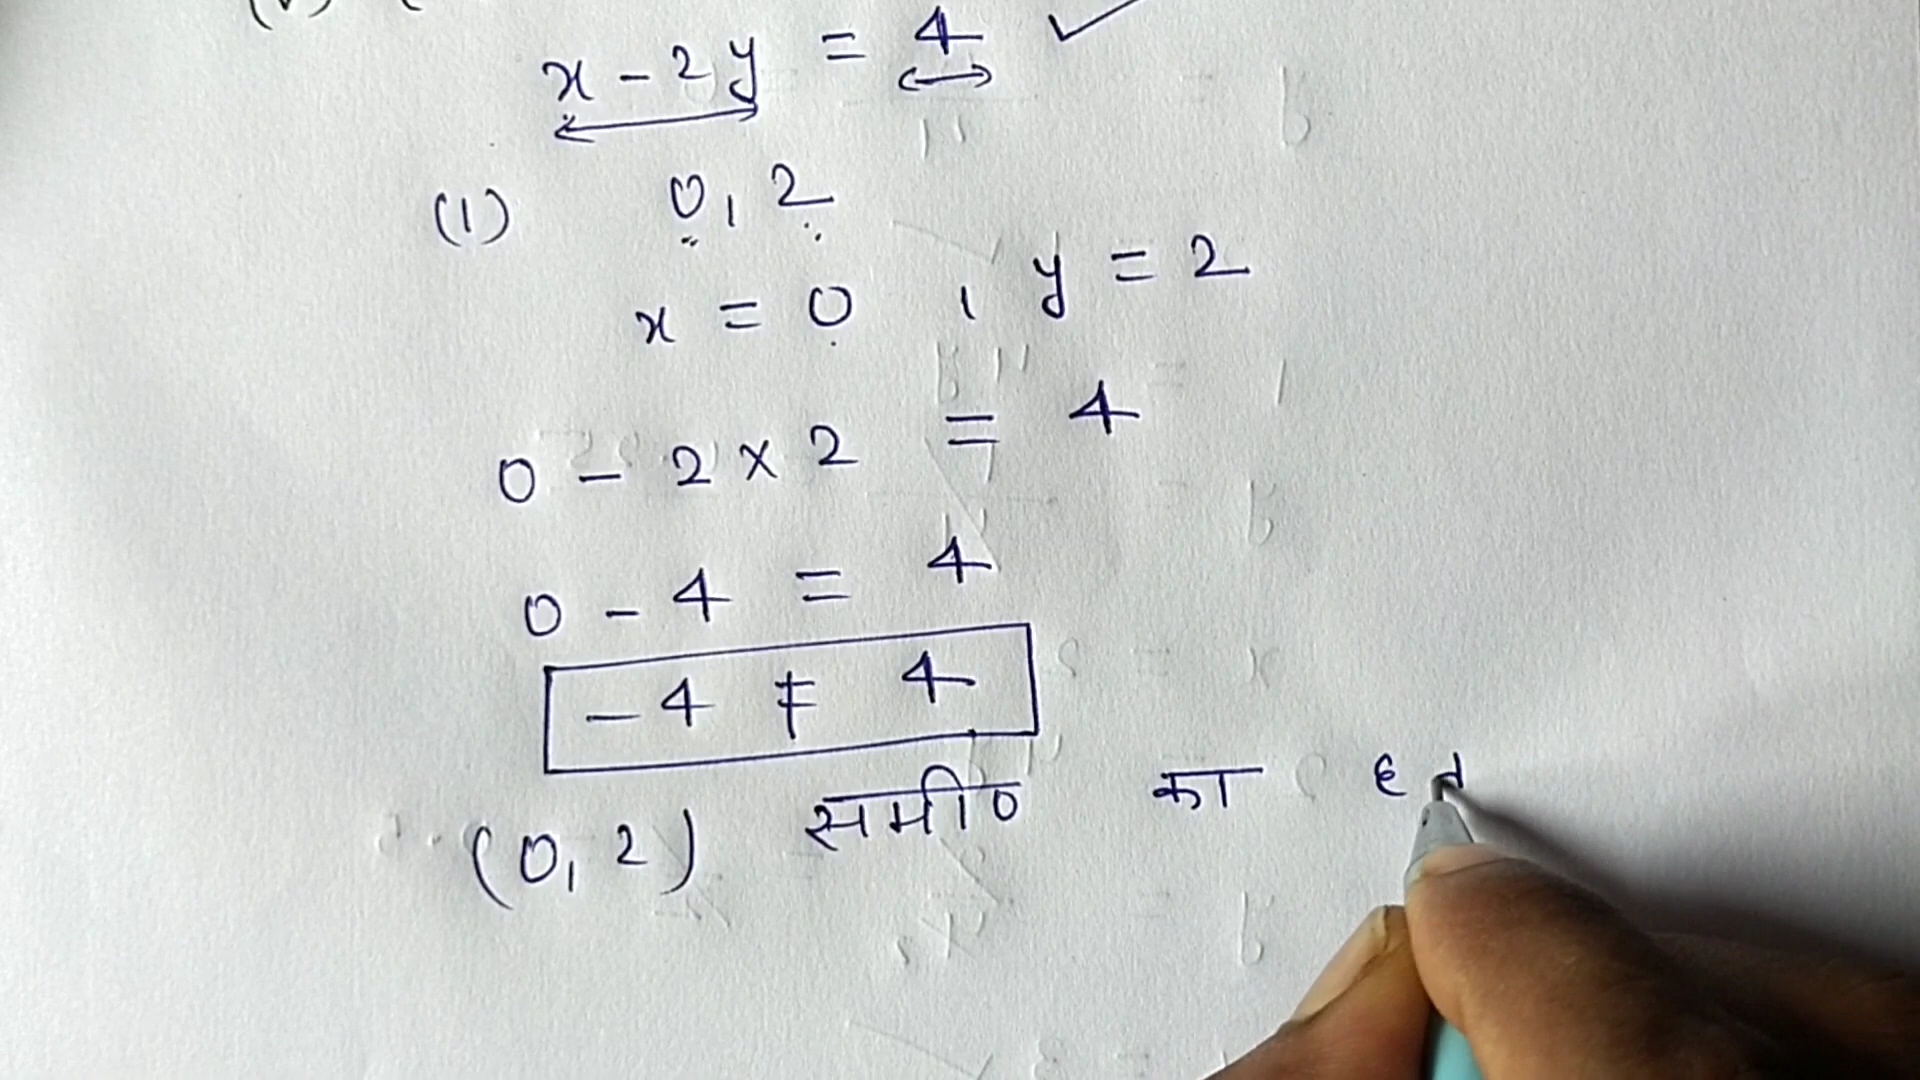 x - 2y = 4 ✓
(1) 0, 2
x = 0 , y = 2
0 - 2 × 2 = 4
0 - 4 = 4
- 4 ≠ 4
(0, 2) समी० का